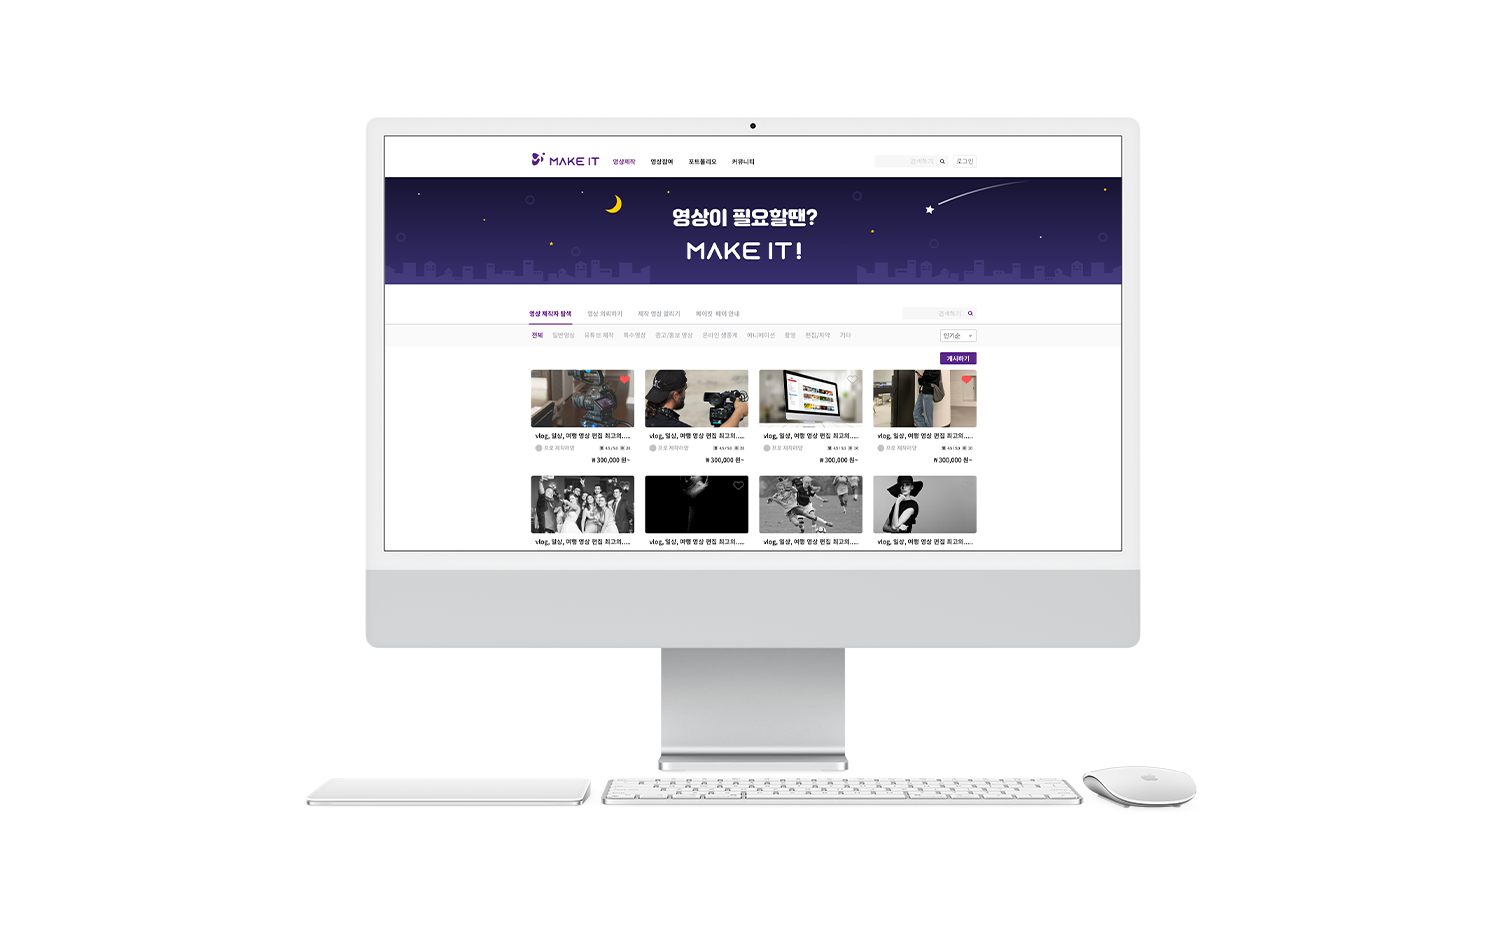 MAKE IT 영상제작 영상참여 포트폴리오 커뮤니티 검색하기 로그인
영상이 필요할땐?
MAKE IT!
영상 제작자 탐색 영상 의뢰하기 제작 영상 알리기 메이킷 페이 안내 검색하기
전체 일반영상 유튜브 제작 특수영상 광고/홍보 영상 온라인 생중계 애니메이션 촬영 편집/자막 기타 인기순
게시하기
vlog, 일상, 여행 영상 편집 최고의..... vlog, 일상, 여행 영상 편집 최고의..... vlog, 일상, 여행 영상 편집 최고의..... vlog, 일상, 여행 영상 편집 최고의.....
프로 제작러양 프로 제작러양 프로 제작러양 프로 제작러양
₩ 300,000 원~ ₩ 300,000 원~ ₩ 300,000 원~ ₩ 300,000 원~
vlog, 일상, 여행 영상 편집 최고의..... vlog, 일상, 여행 영상 편집 최고의..... vlog, 일상, 여행 영상 편집 최고의..... vlog, 일상, 여행 영상 편집 최고의.....